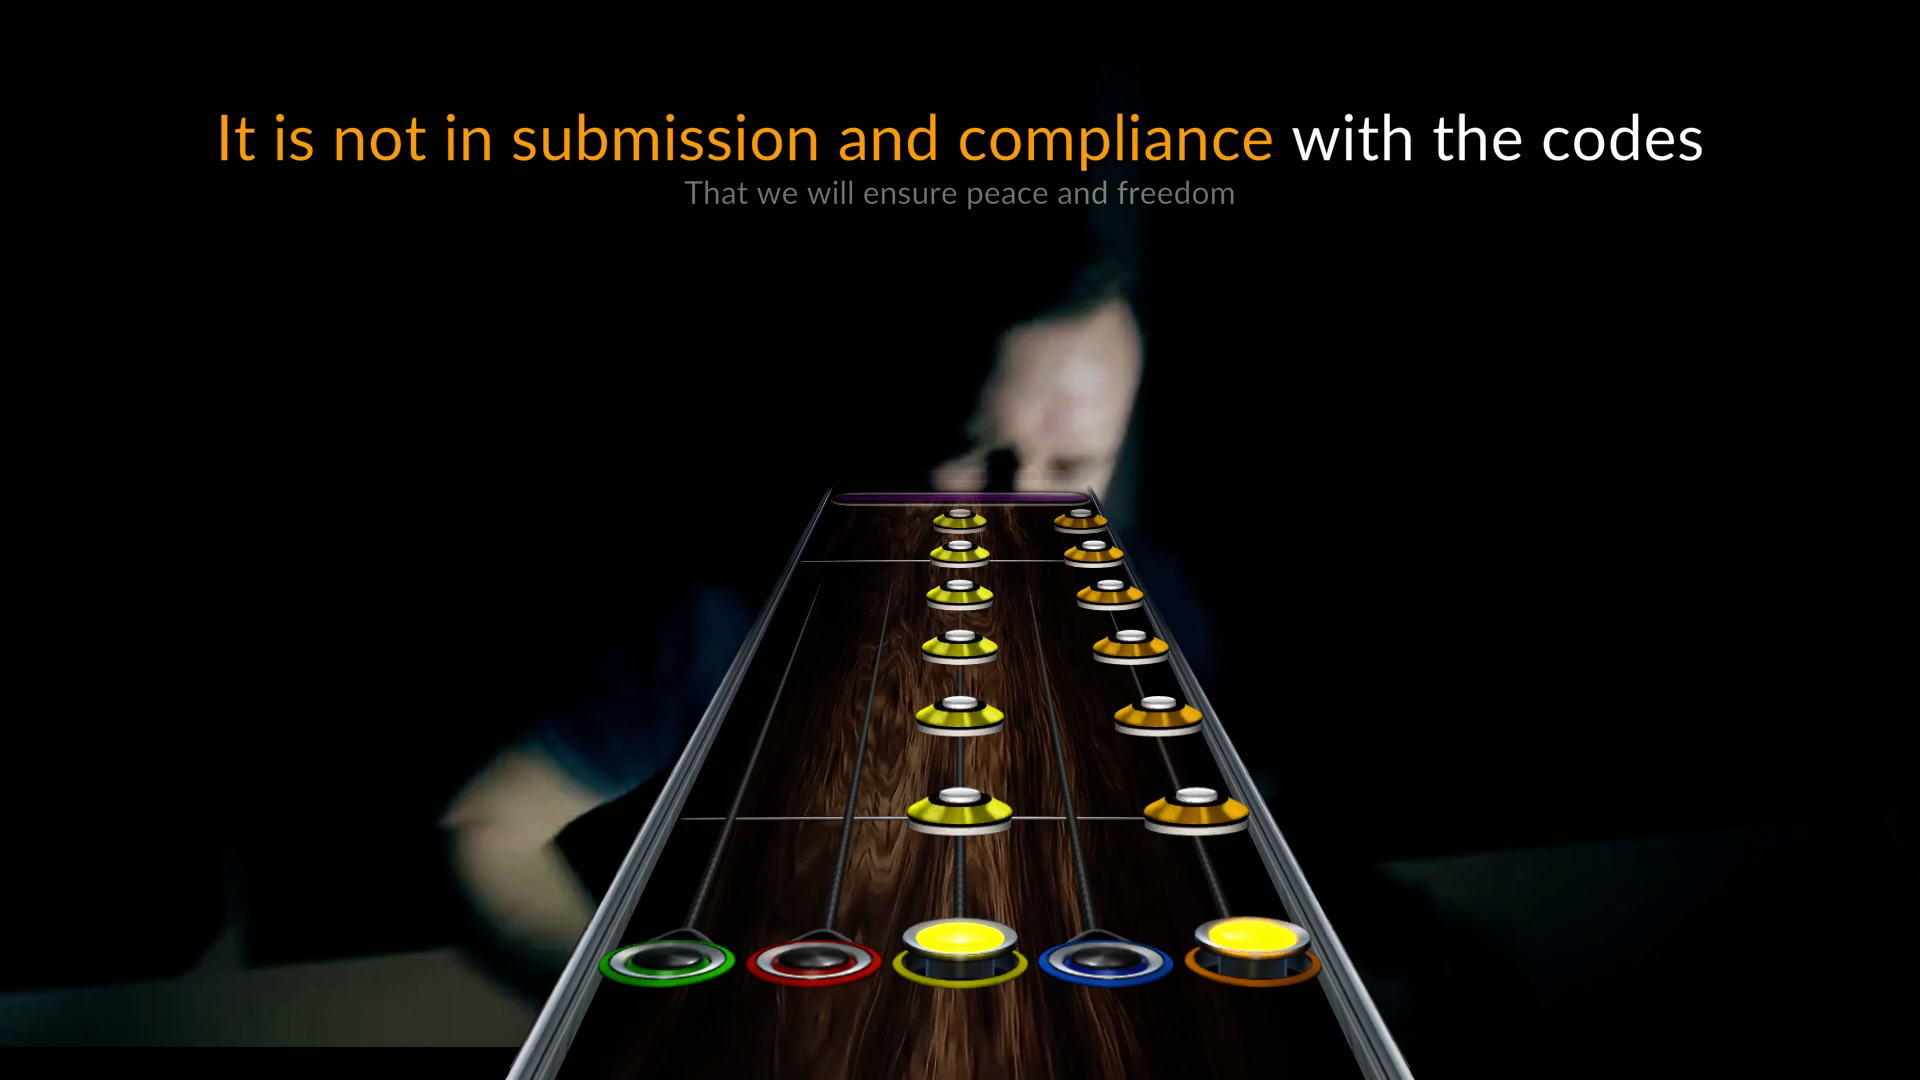 It is not in submission and compliance with the codes
That we will ensure peace and freedom